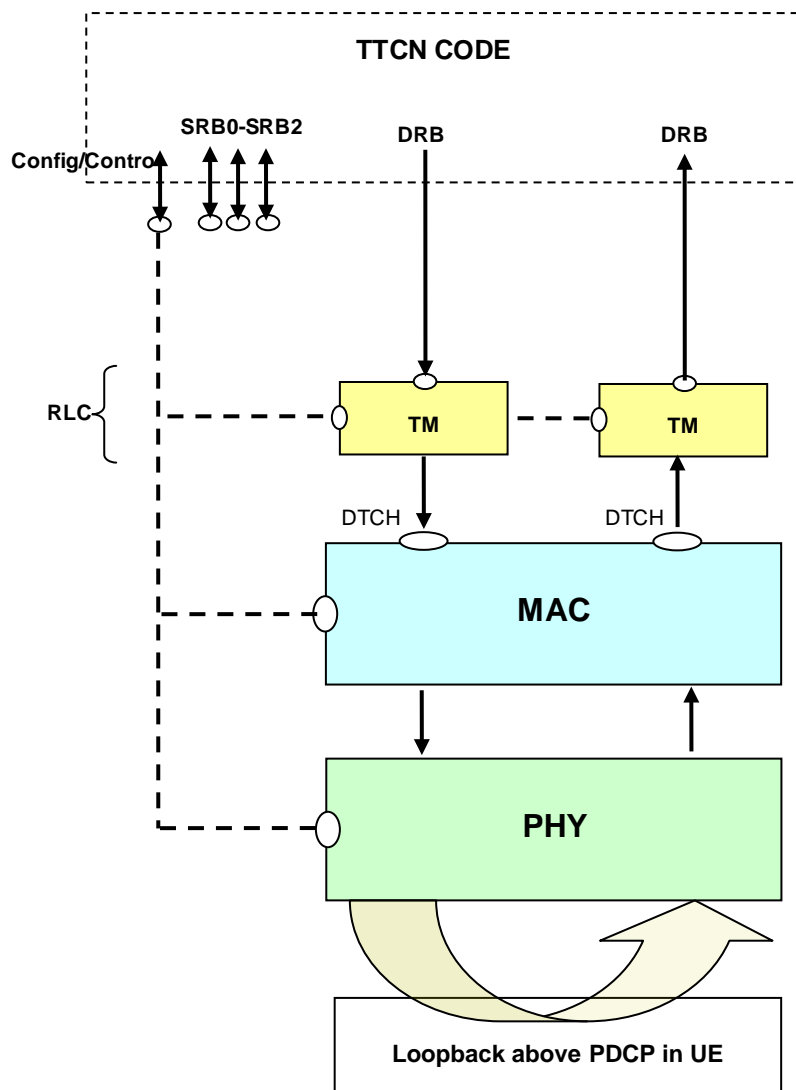 TTCN CODE
SRB0-SRB2
DRB
DRB
Config/Contro
RLC
TM
TM
DTCH
DTCH
MAC
PHY
Loopback above PDCP in UE